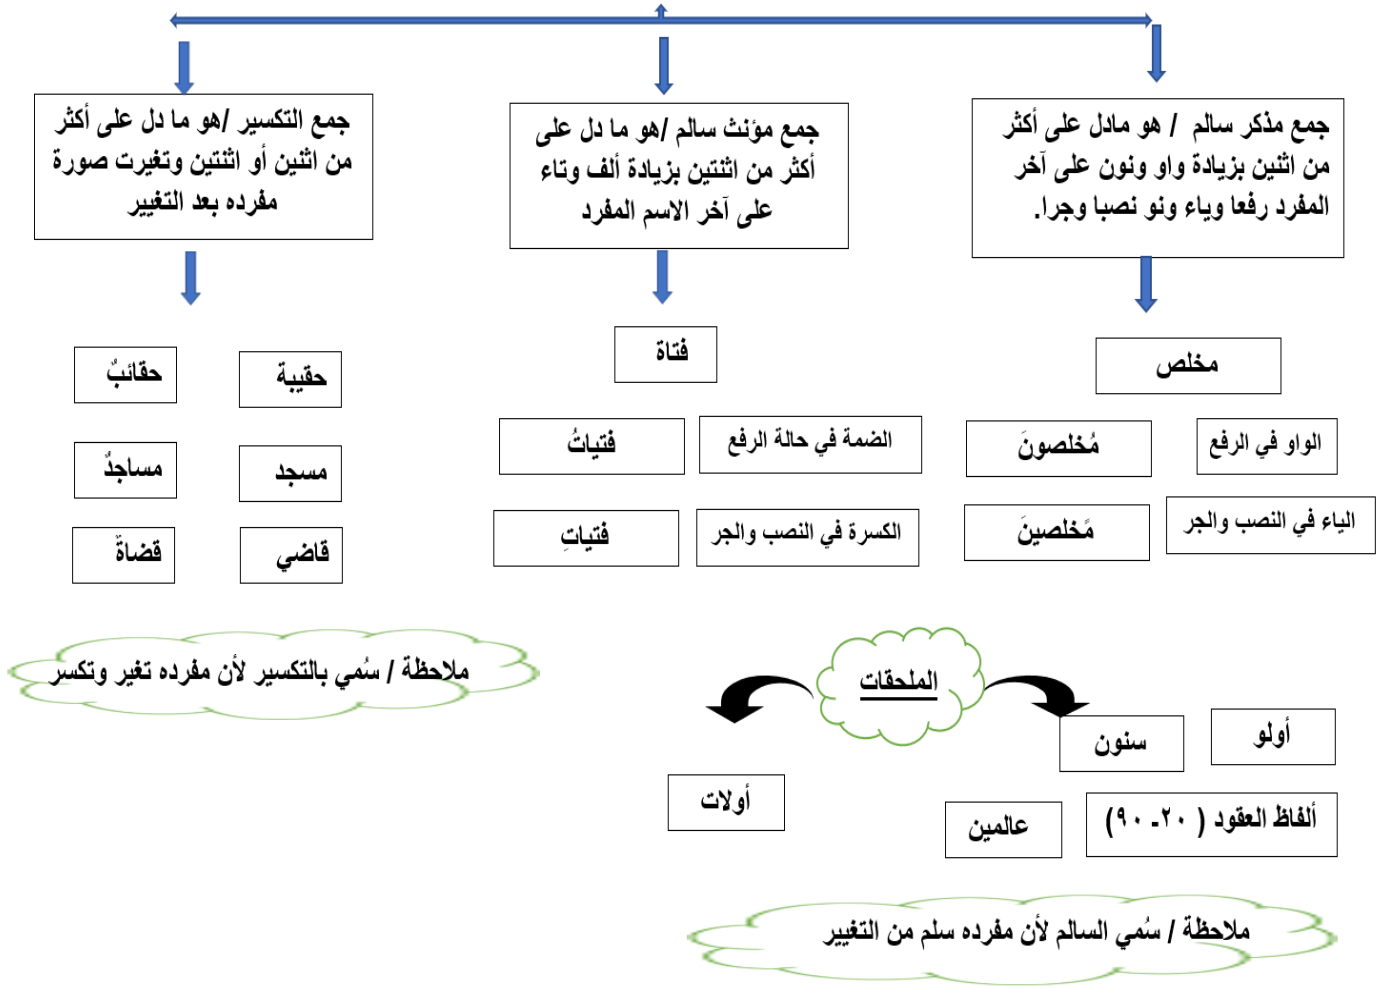 جمع مذكر سالم / هو مادل على أكثر
من اثنين بزيادة واو ونون على آخر
المفرد رفعا وياء ونو نصبا وجرا.
جمع مؤنث سالم /هو ما دل على
أكثر من اثنتين بزيادة ألف وتاء
على آخر الاسم المفرد
جمع التكسير /هو ما دل على أكثر
من اثنين أو اثنتين وتغيرت صورة
مفرده بعد التغيير
مخلص
الواو في الرفع
مُخلصونَ
الياء في النصب والجر
مًخلصينَ
فتاة
الضمة في حالة الرفع
فتياتُ
الكسرة في النصب والجر
فتياتِ
حقيبة
حقائبٌ
مسجد
مساجدٌ
قاضي
قضاةٌ
ملاحظة / سُمي بالتكسير لأن مفرده تغير وتكسر
الملحقات
أولو
سنون
ألفاظ العقود ( ٢٠ـ ٩٠)
عالمين
أولات
ملاحظة / سُمي السالم لأن مفرده سلم من التغيير